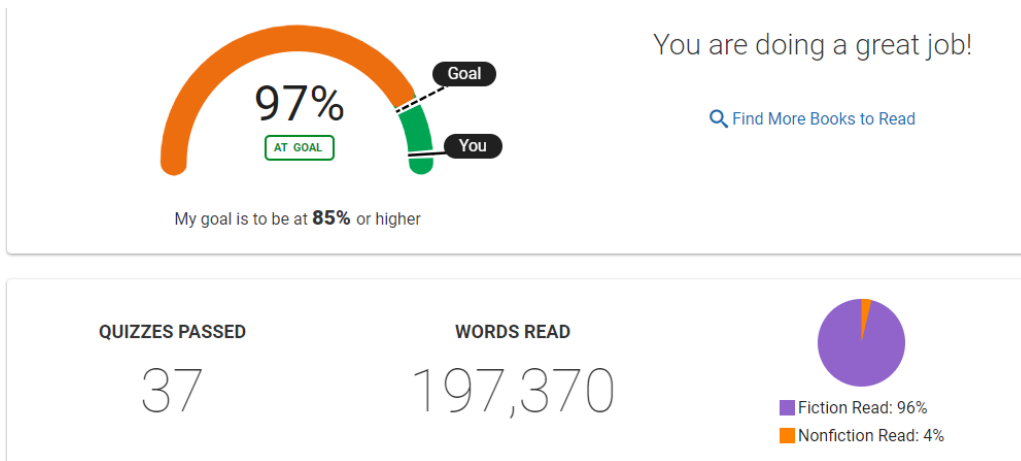 You are doing a great job!
Goal
97%
AT GOAL
Find More Books to Read
You
My goal is to be at 85% or higher
QUIZZES PASSED
37
WORDS READ
197,370
Fiction Read: 96%
Nonfiction Read: 4%